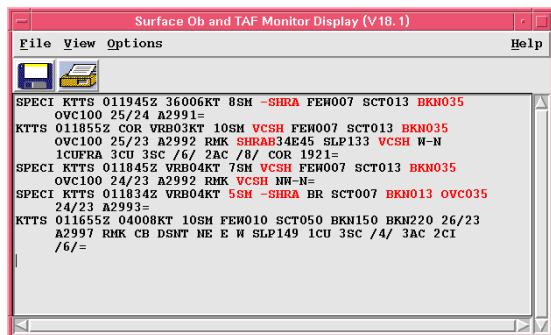 Surface Ob and TAF Monitor Display (V18.1)
File View Options Help
SPECI KTTS 011945Z 36006KT 8SM -SHRA FEW007 SCT013 BKN035
OVC100 25/24 A2991=
KTTS 011855Z COR VRB03KT 10SM VCSH FEW007 SCT013 BKN035
OVC100 25/23 A2992 RMK SHRAB34E45 SLP133 VCSH W-N
1CUFRA 3CU 3SC /6/ 2AC /8/ COR 1921=
SPECI KTTS 011845Z VRB04KT 7SM VCSH FEW007 SCT013 BKN035
OVC100 24/23 A2992 RMK VCSH NW-N=
SPECI KTTS 011834Z VRB04KT 5SM -SHRA BR SCT007 BKN013 OVC035
24/23 A2993=
KTTS 011655Z 04008KT 10SM FEW010 SCT050 BKN150 BKN220 26/23
A2997 RMK CB DSNT NE E W SLP149 1CU 3SC /4/ 3AC 2CI
/6/=